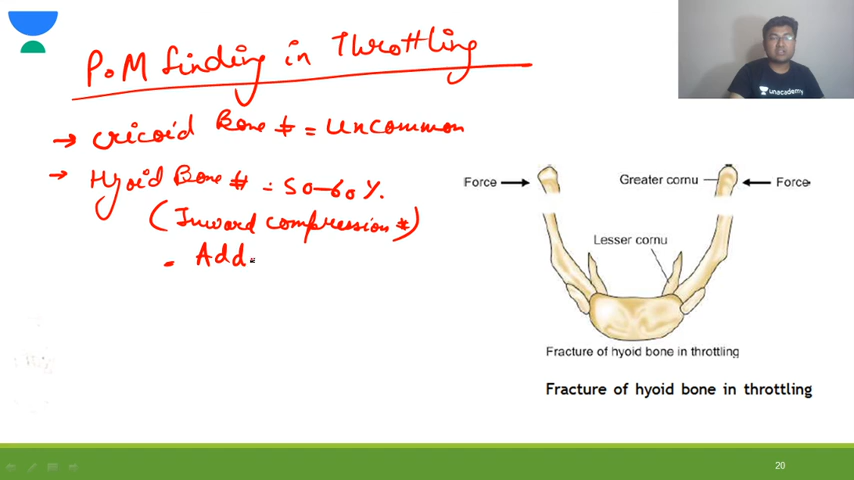 P.M finding in Throttling
→ cricoid Bone # = uncommon
→ Hyoid Bone # = 50-60%.
(Inward compression #)
= Add
unacademy
Force
Greater cornu
Force
Lesser cornu
Fracture of hyoid bone in throttling
Fracture of hyoid bone in throttling
20